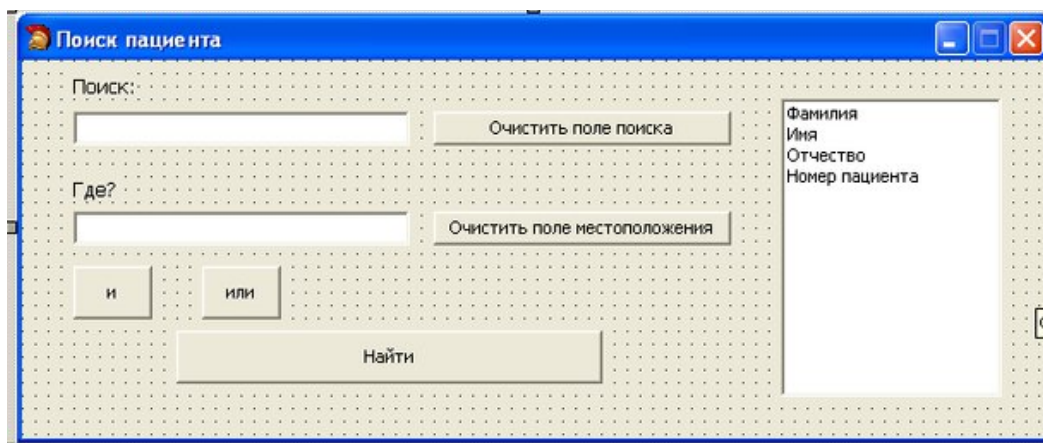 Поиск пациента
Поиск:
Очистить поле поиска
Где?
Очистить поле местоположения
и
или
Найти
Фамилия
Имя
Отчество
Номер пациента